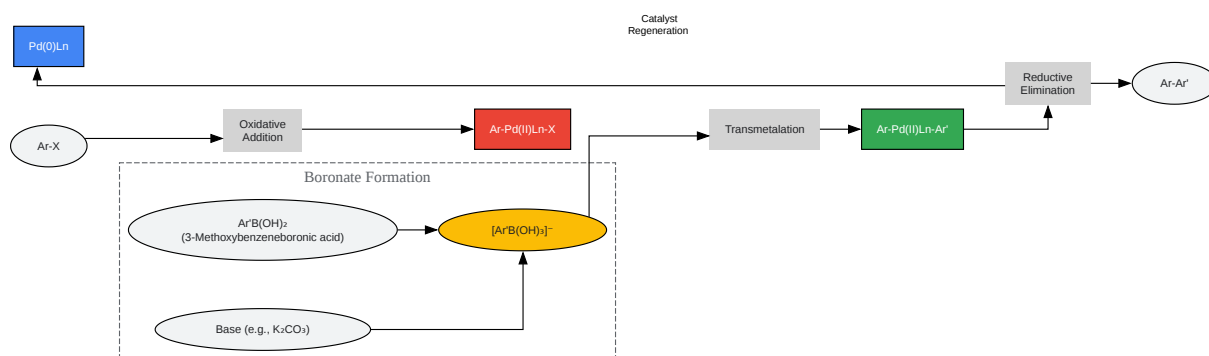 Catalyst
Regeneration
Pd(0)Ln
Reductive
Elimination
Ar-Ar'
Oxidative
Addition
Ar-Pd(II)Ln-X
Transmetalation
Ar-Pd(II)Ln-Ar'
Ar-X
Boronate Formation
Ar'B(OH)₂
(3-Methoxybenzeneboronic acid)
[Ar'B(OH)₃]⁻
Base (e.g., K₂CO₃)